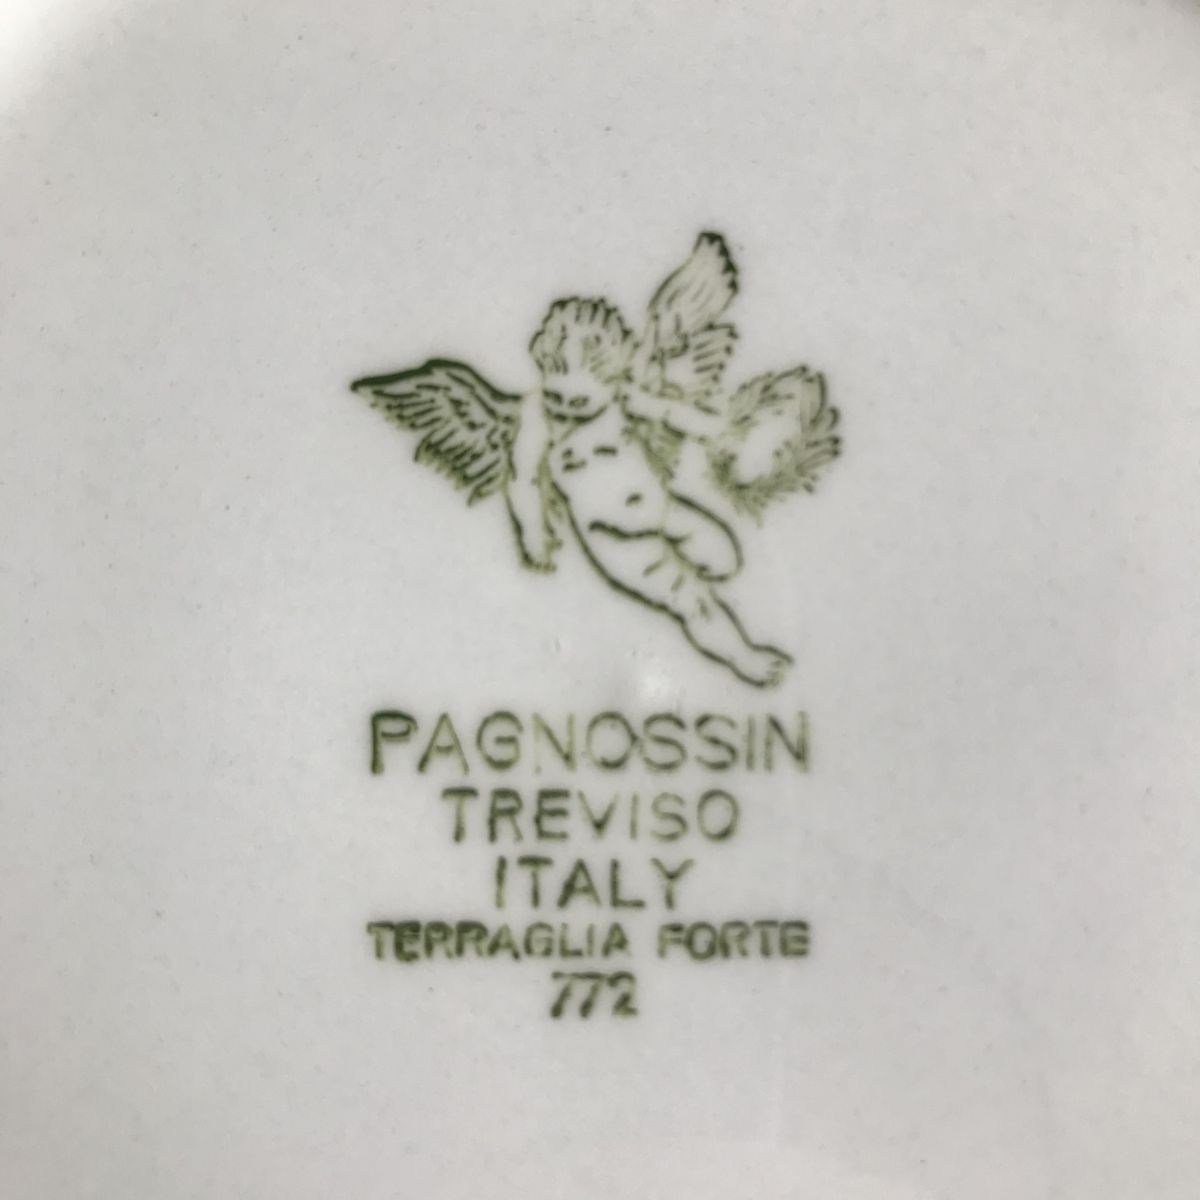 PAGNOSSIN
TREVISO
ITALY
TERRAGLIA FORTE
772